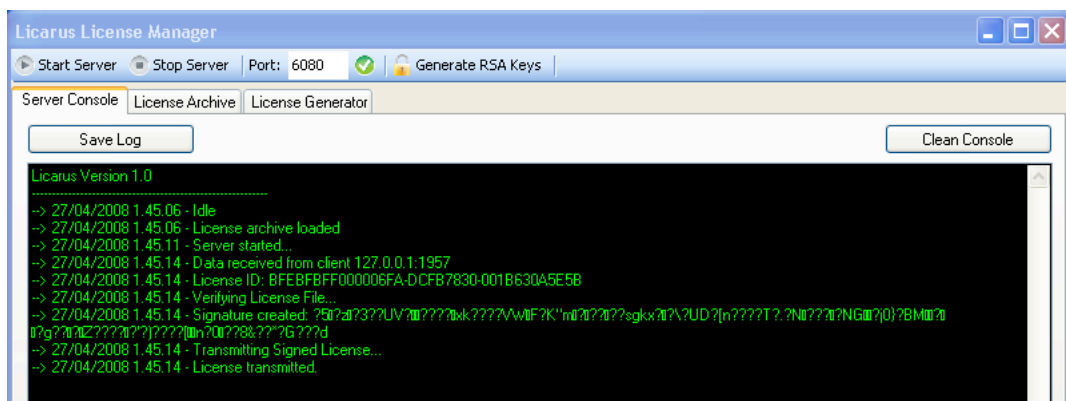 Licarus License Manager
Start Server Stop Server Port: 6080 Generate RSA Keys
Server Console License Archive License Generator
Save Log Clean Console
Licarus Version 1.0
--> 27/04/2008 1.45.06 - Idle
--> 27/04/2008 1.45.06 - License archive loaded
--> 27/04/2008 1.45.11 - Server started...
--> 27/04/2008 1.45.14 - Data received from client 127.0.0.1:1957
--> 27/04/2008 1.45.14 - License ID: BFEBFBFF000006FA-DCFB7830-001B630A5E5B
--> 27/04/2008 1.45.14 - Verifying License File...
--> 27/04/2008 1.45.14 - Signature created:
--> 27/04/2008 1.45.14 - Transmitting Signed License...
--> 27/04/2008 1.45.14 - License transmitted.